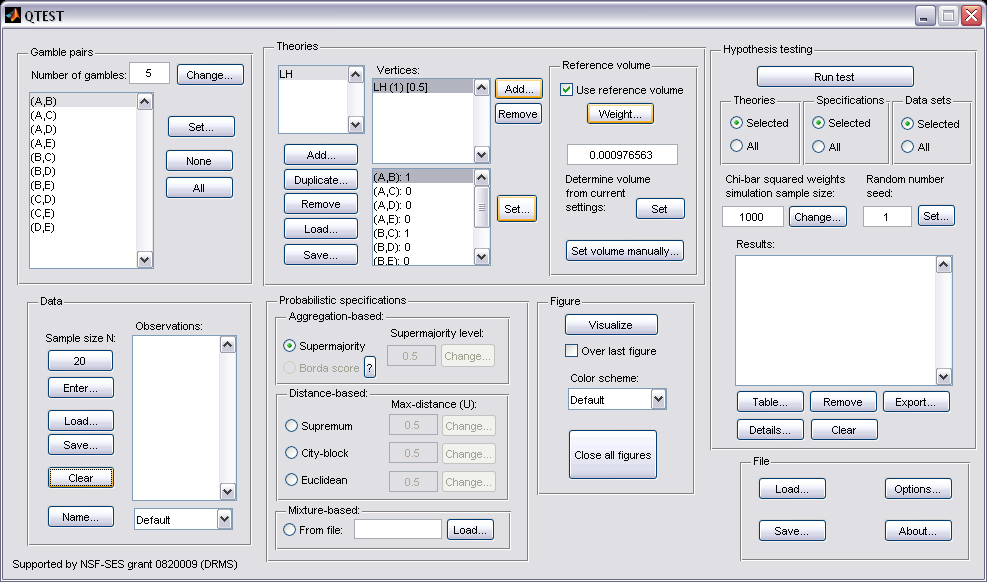 QTEST
Gamble pairs
Number of gambles: 5 Change...
(A,B)
(A,C)
(A,D)
(A,E)
(B,C)
(B,D)
(B,E)
(C,D)
(C,E)
(D,E)
Set...
None
All
Theories
LH
Vertices:
LH (1) [0.5]
Add...
Remove
Add...
Duplicate...
Remove
Load...
Save...
(A,B): 1
(A,C): 0
(A,D): 0
(A,E): 0
(B,C): 1
(B,D): 0
(B,E): 0
Set...
Reference volume
Use reference volume
Weight...
0.000976563
Determine volume
from current
settings:
Set
Set volume manually...
Hypothesis testing
Run test
Theories
Selected
All
Specifications
Selected
All
Data sets
Selected
All
Chi-bar squared weights
simulation sample size:
1000 Change...
Random number
seed:
1 Set...
Results:
Table... Remove Export...
Details... Clear
Data
Sample size N:
20
Enter...
Load...
Save...
Clear
Name...
Observations:
Default
Probabilistic specifications
Aggregation-based:
Supermajority
Borda score ?
Supermajority level:
0.5 Change...
Distance-based:
Max-distance (U):
Supremum 0.5 Change...
City-block 0.5 Change...
Euclidean 0.5 Change...
Mixture-based:
From file: Load...
Figure
Visualize
Over last figure
Color scheme:
Default
Close all figures
File
Load... Options...
Save... About...
Supported by NSF-SES grant 0820009 (DRMS)